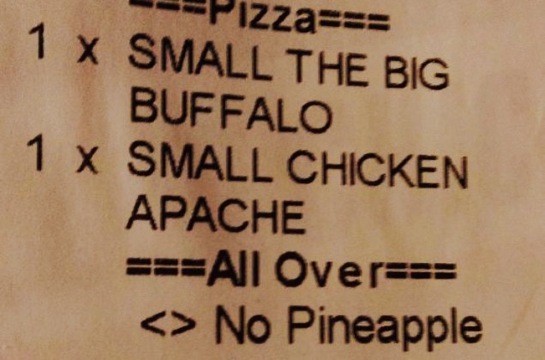 ===Pizza===
1 x SMALL THE BIG
BUFFALO
1 x SMALL CHICKEN
APACHE
===All Over===
<> No Pineapple